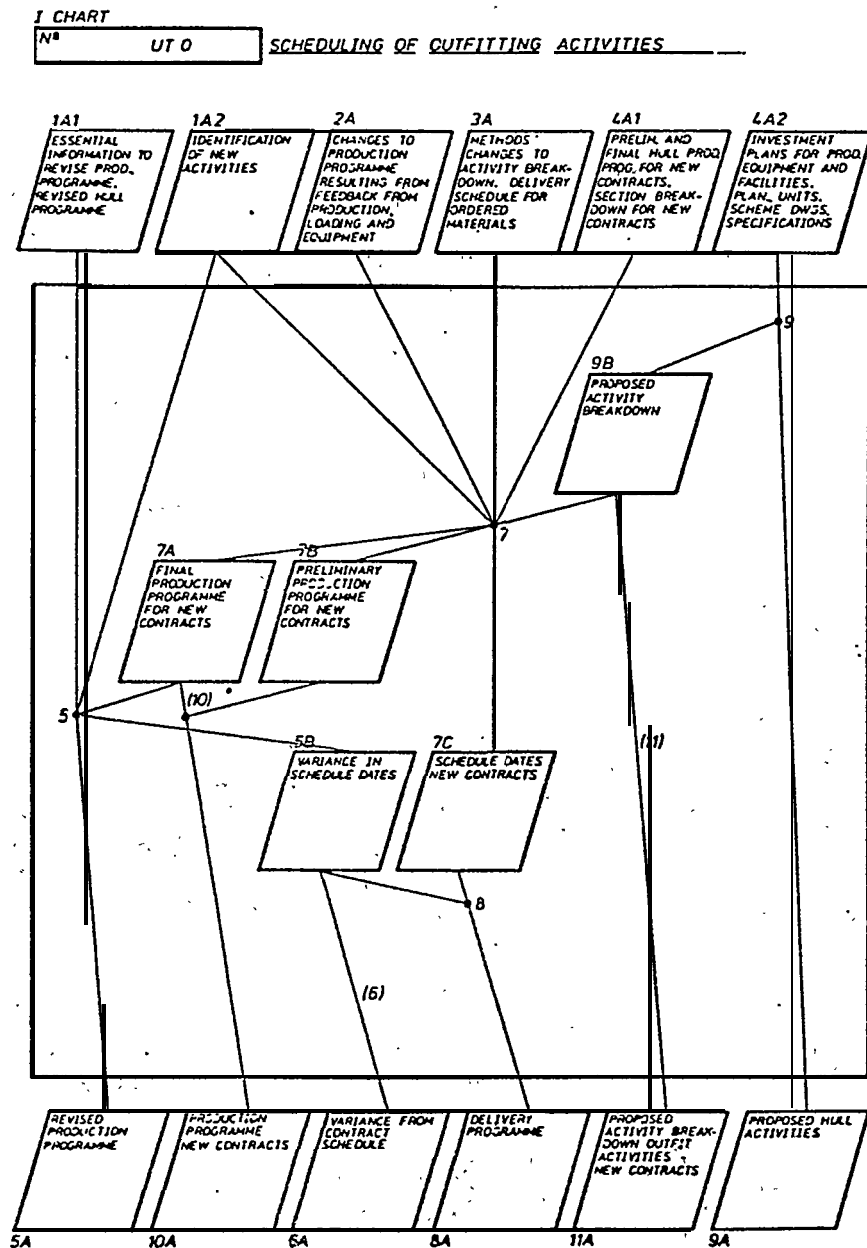 I CHART
Nº UT 0 SCHEDULING OF CUTFITTING ACTIVITIES
1A1 1A2 2A 3A 4A1 4A2
ESSENTIAL
INFORMATION TO
REVISE PROD.
PROGRAMME.
REVISED HULL
PROGRAMME
IDENTIFICATION
OF NEW
ACTIVITIES
CHANGES TO
PRODUCTION
PROGRAMME
RESULTING FROM
FEEDBACK FROM
PRODUCTION,
LOADING AND
EQUIPMENT
METHODS
CHANGES TO
ACTIVITY BREAK-
DOWN. DELIVERY
SCHEDULE FOR
ORDERED
MATERIALS
PRELIM. AND
FINAL HULL PROD.
PROG. FOR NEW
CONTRACTS.
SECTION BREAK-
DOWN FOR NEW
CONTRACTS
INVESTMENT
PLANS FOR PROD.
EQUIPMENT AND
FACILITIES.
PLAN. UNITS.
SCHEME DWGS.
SPECIFICATIONS
9
9B
PROPOSED
ACTIVITY
BREAKDOWN
7
7A
FINAL
PRODUCTION
PROGRAMME
FOR NEW
CONTRACTS
7B
PRELIMINARY
PRODUCTION
PROGRAMME
FOR NEW
CONTRACTS
5
(10)
5B
VARIANCE IN
SCHEDULE DATES
7C
SCHEDULE DATES
NEW CONTRACTS
(11)
8
(6)
REVISED
PRODUCTION
PROGRAMME
PRODUCTION
PROGRAMME
NEW CONTRACTS
VARIANCE FROM
CONTRACT
SCHEDULE
DELIVERY
PROGRAMME
PROPOSED
ACTIVITY BREAK-
DOWN OUTFIT
ACTIVITIES
NEW CONTRACTS
PROPOSED HULL
ACTIVITIES
5A 10A 6A 8A 11A 9A